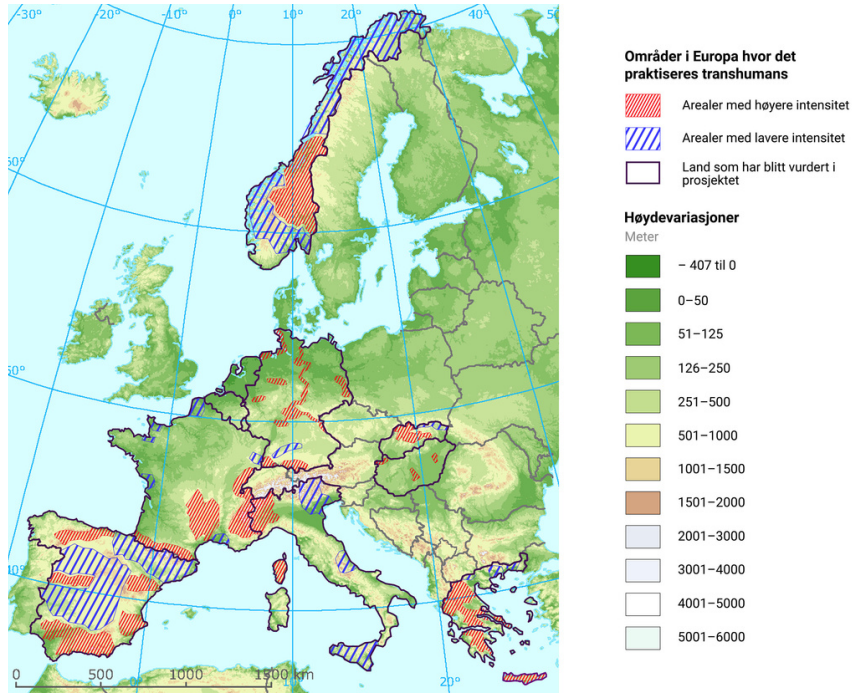 -30°
-20°
-10°
0°
10°
20°
30°
40°
50
60°
50°
40°
20°
0
500
1000
1500 km
Områder i Europa hvor det
praktiseres transhumans
Arealer med høyere intensitet
Arealer med lavere intensitet
Land som har blitt vurdert i
prosjektet
Høydevariasjoner
Meter
– 407 til 0
0–50
51–125
126–250
251–500
501–1000
1001–1500
1501–2000
2001–3000
3001–4000
4001–5000
5001–6000